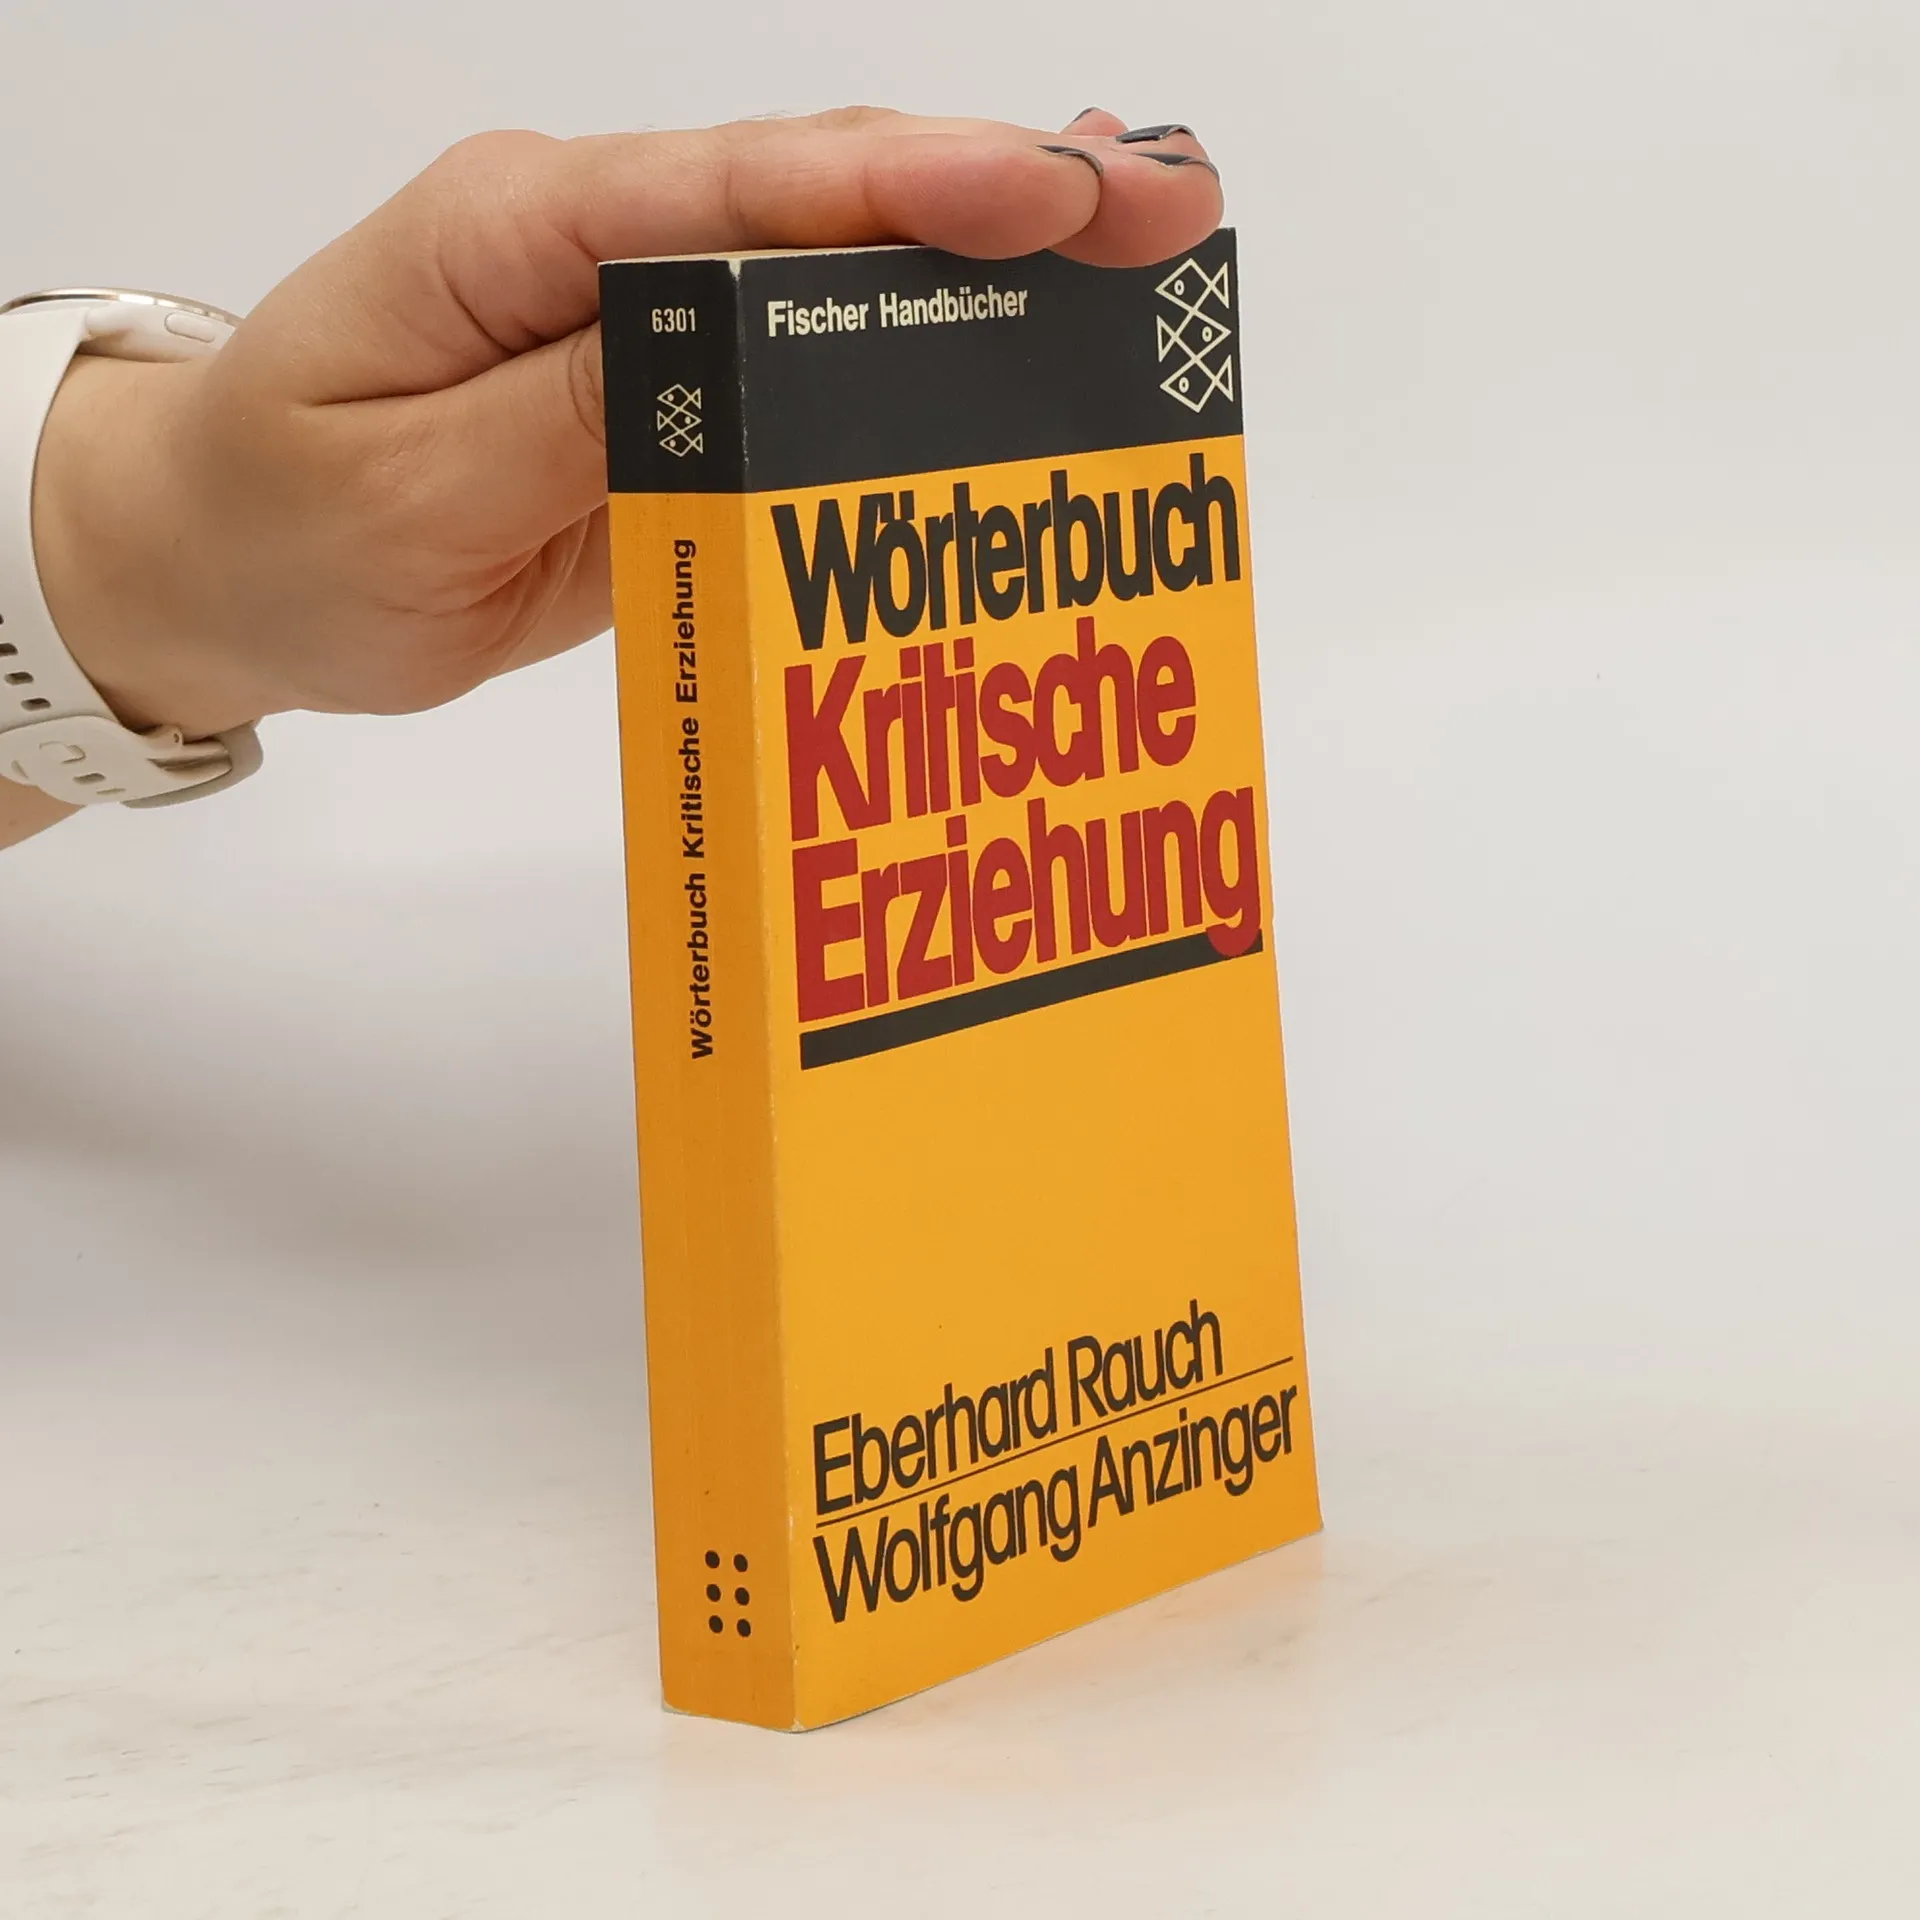 6301
Wörterbuch Kritische Erziehung
Fischer Handbücher
Wörterbuch
Kritische
Erziehung
Eberhard Rauch
Wolfgang Anzinger